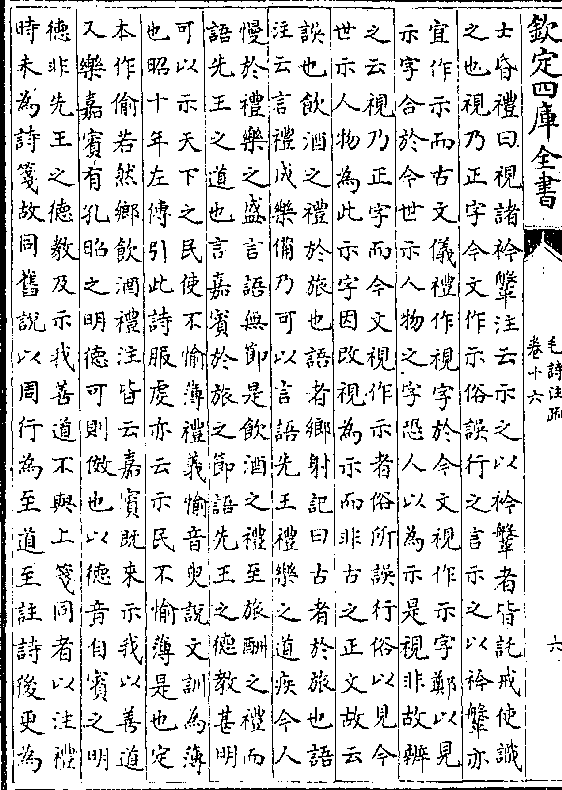 欽定四庫全書
毛詩注疏
卷十六
六
士昏禮曰視諸衿鞶注云示之以衿鞶者皆託戒使識
之也視乃正字今文作示俗誤行之言示之以衿鞶亦
宜作示而古文儀禮作視字於今文視作示字鄭以見
示字合於今世示人物之字恐人以為示是視非故辨
之云視乃正字而今文視作示者俗所誤行俗以見今
世示人物為此示字因改視為示而非古之正文故云
誤也飲酒之禮於旅也語者鄉射記曰古者於旅也語
注云言禮成樂備乃可以言語先王禮樂之道疾今人
慢於禮樂之盛言語無節是飲酒之禮至旅酬之禮而
語先王之道也言嘉賓於旅之節語先王之德教甚明
可以示天下之民使不愉薄禮義愉音臾說文訓為薄
也昭十年左傳引此詩服虔亦云示民不愉薄是也定
本作偷若然鄉飲酒禮注皆云嘉賓既來示我以善道
又樂嘉賓有孔昭之明德可則傚也以德音自賓之明
德非先王之德教及示我善道不與上箋同者以注禮
時未為詩箋故同舊說以周行為至道至註詩後更為